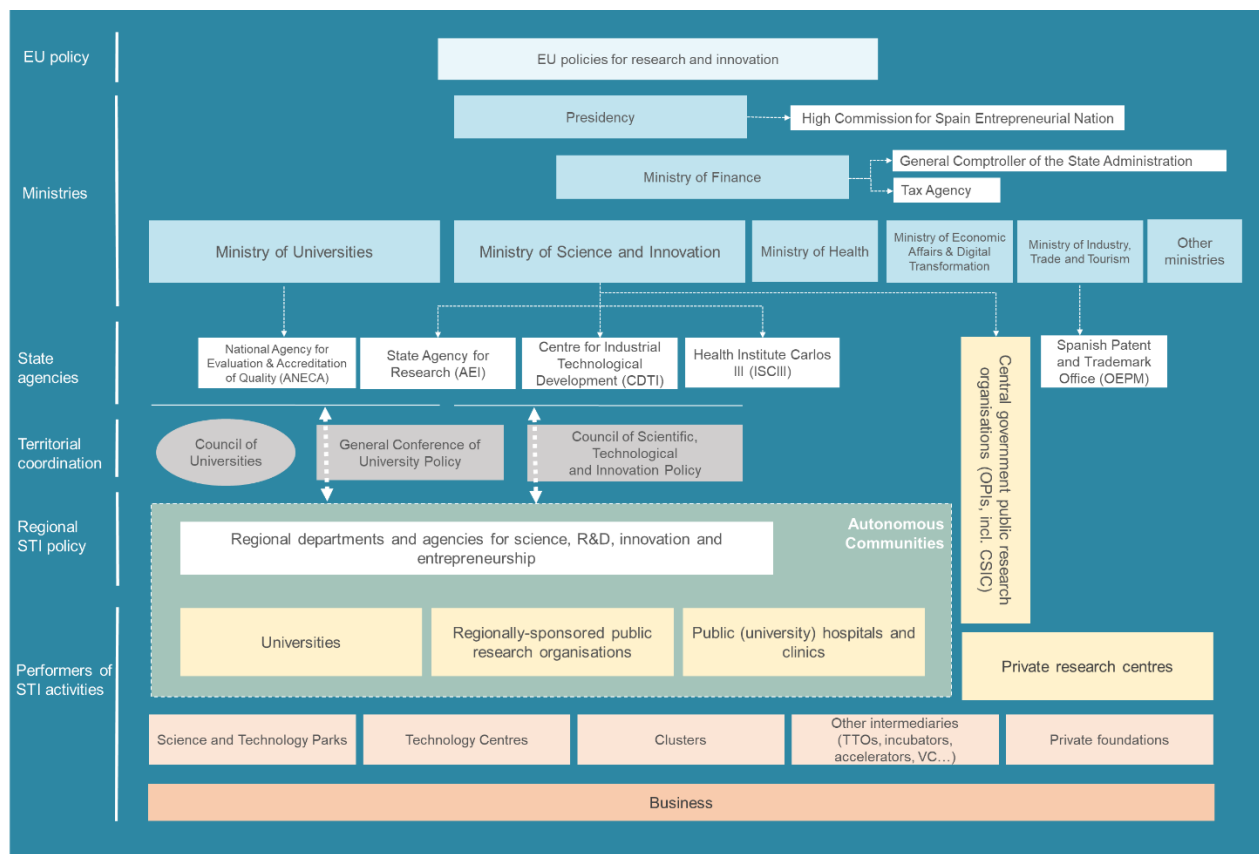 EU policy
EU policies for research and innovation
Presidency
High Commission for Spain Entrepreneurial Nation
Ministries
Ministry of Finance
General Comptroller of the State Administration
Tax Agency
Ministry of Universities
Ministry of Science and Innovation
Ministry of Health
Ministry of Economic
Affairs & Digital
Transformation
Ministry of Industry,
Trade and Tourism
Other
ministries
State
agencies
National Agency for
Evaluation & Accreditation
of Quality (ANECA)
State Agency for
Research (AEI)
Centre for Industrial
Technological
Development (CDTI)
Health Institute Carlos
III (ISCIII)
Central government public research
organisations (OPIs, incl. CSIC)
Spanish Patent
and Trademark
Office (OEPM)
Territorial
coordination
Council of
Universities
General Conference of
University Policy
Council of Scientific,
Technological
and Innovation Policy
Regional
STI policy
Autonomous
Communities
Regional departments and agencies for science, R&D, innovation and
entrepreneurship
Performers of
STI activities
Universities
Regionally-sponsored public
research organisations
Public (university) hospitals and
clinics
Private research centres
Science and Technology Parks
Technology Centres
Clusters
Other intermediaries
(TTOs, incubators,
accelerators, VC…)
Private foundations
Business